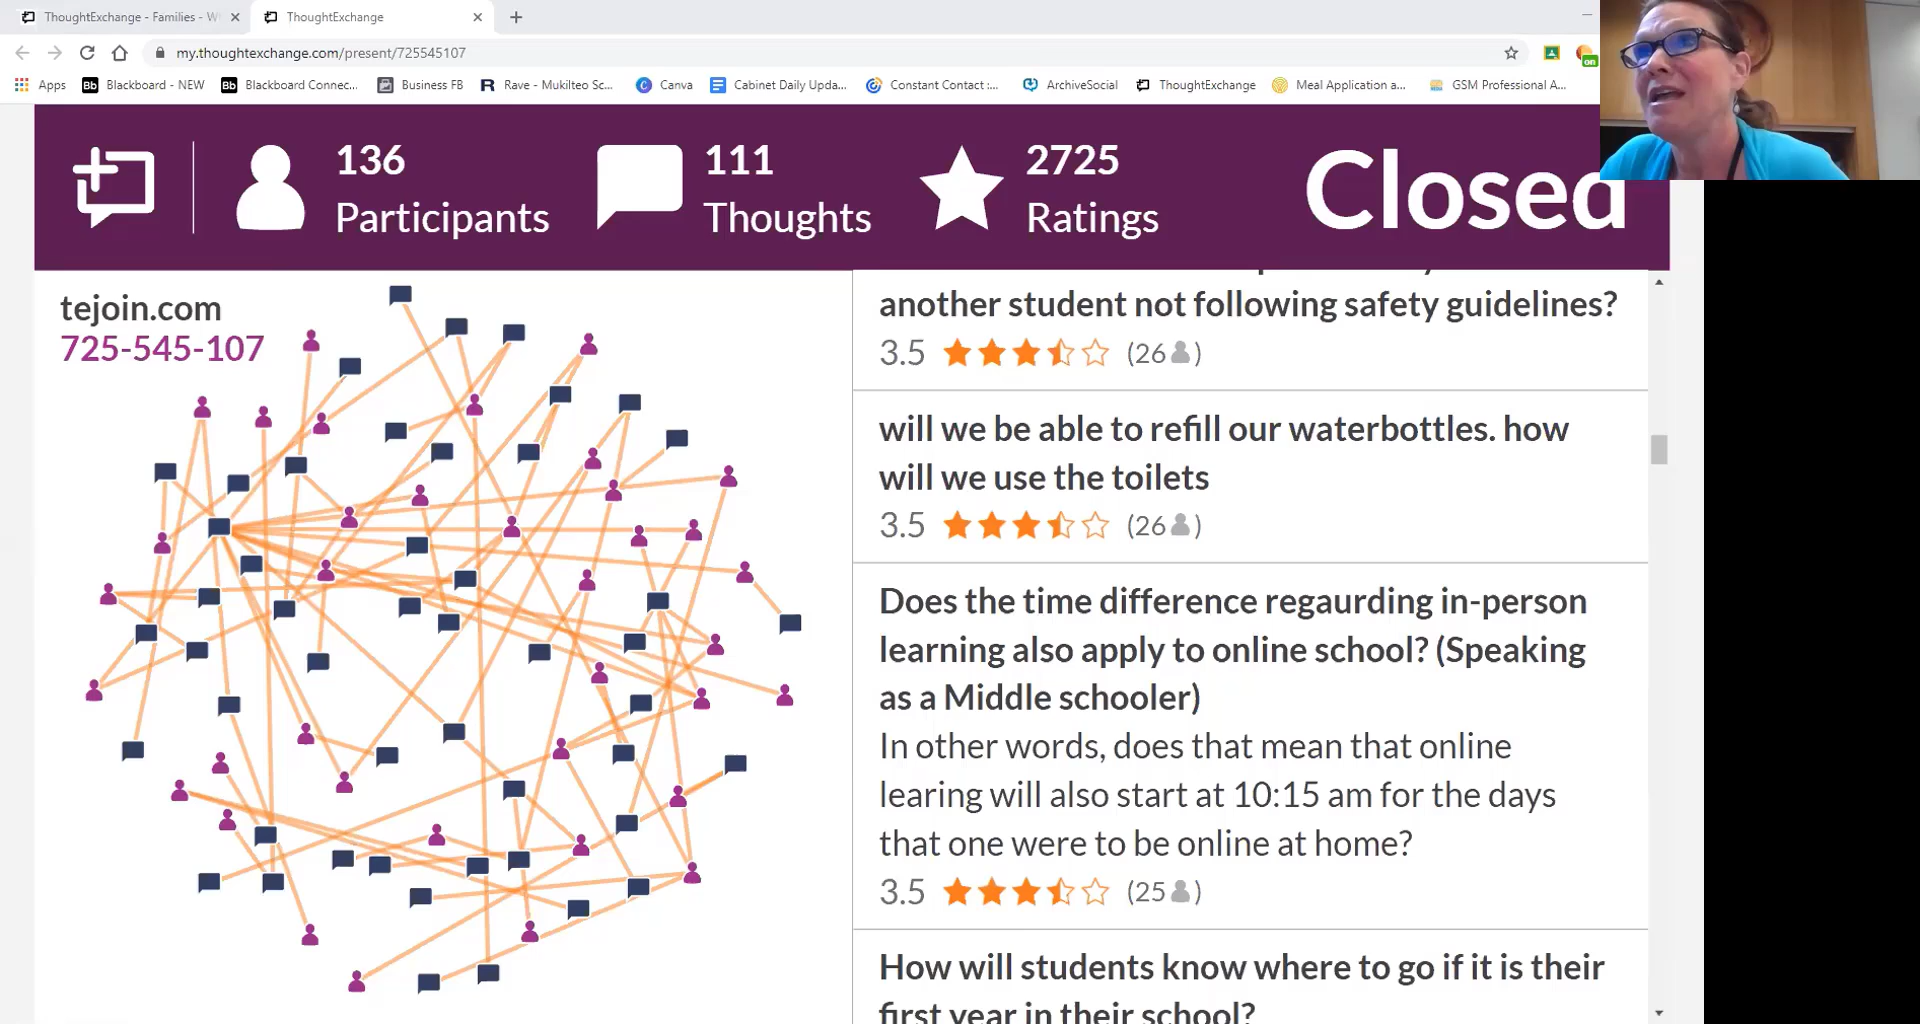 ThoughtExchange - Families - W
ThoughtExchange
my.thoughtexchange.com/present/725545107
Apps
Bb Blackboard - NEW
Bb Blackboard Connec...
Business FB
R Rave - Mukilteo Sc...
C Canva
Cabinet Daily Upda...
Constant Contact :...
ArchiveSocial
ThoughtExchange
Meal Application a...
GSM Professional A...
on
136
Participants
111
Thoughts
2725
Ratings
Closed
tejoin.com
725-545-107
another student not following safety guidelines?
3.5 (26)
will we be able to refill our waterbottles. how
will we use the toilets
3.5 (26)
Does the time difference regaurding in-person
learning also apply to online school? (Speaking
as a Middle schooler)
In other words, does that mean that online
learing will also start at 10:15 am for the days
that one were to be online at home?
3.5 (25)
How will students know where to go if it is their
first year in their school?